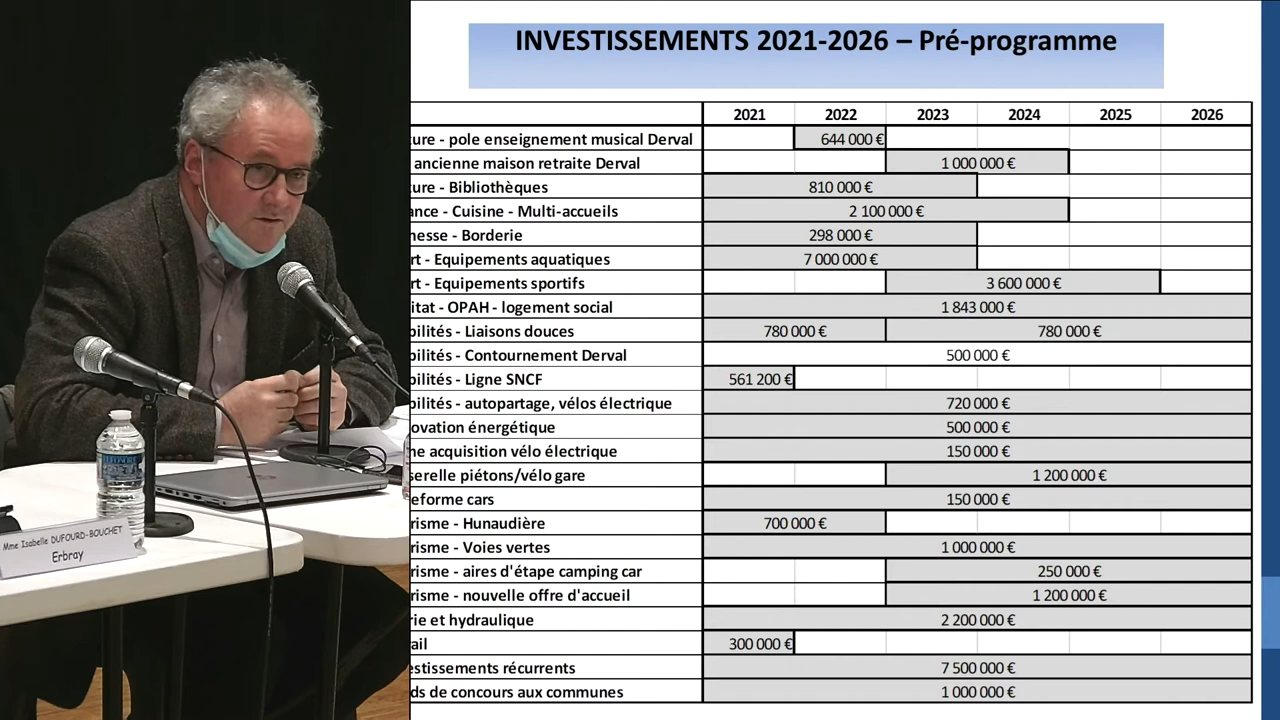 INVESTISSEMENTS 2021-2026 – Pré-programme
2021 2022 2023 2024 2025 2026
ure - pole enseignement musical Derval 644 000 €
ancienne maison retraite Derval 1 000 000 €
ure - Bibliothèques 810 000 €
nce - Cuisine - Multi-accueils 2 100 000 €
nesse - Borderie 298 000 €
rt - Equipements aquatiques 7 000 000 €
rt - Equipements sportifs 3 600 000 €
itat - OPAH - logement social 1 843 000 €
bilités - Liaisons douces 780 000 € 780 000 €
bilités - Contournement Derval 500 000 €
bilités - Ligne SNCF 561 200 €
bilités - autopartage, vélos électrique 720 000 €
ovation énergétique 500 000 €
ne acquisition vélo électrique 150 000 €
serelle piétons/vélo gare 1 200 000 €
eforme cars 150 000 €
risme - Hunaudière 700 000 €
risme - Voies vertes 1 000 000 €
risme - aires d'étape camping car 250 000 €
risme - nouvelle offre d'accueil 1 200 000 €
rie et hydraulique 2 200 000 €
ail 300 000 €
estissements récurrents 7 500 000 €
ds de concours aux communes 1 000 000 €
Mme Isabelle DUFOURD-BOUCHET
Erbray